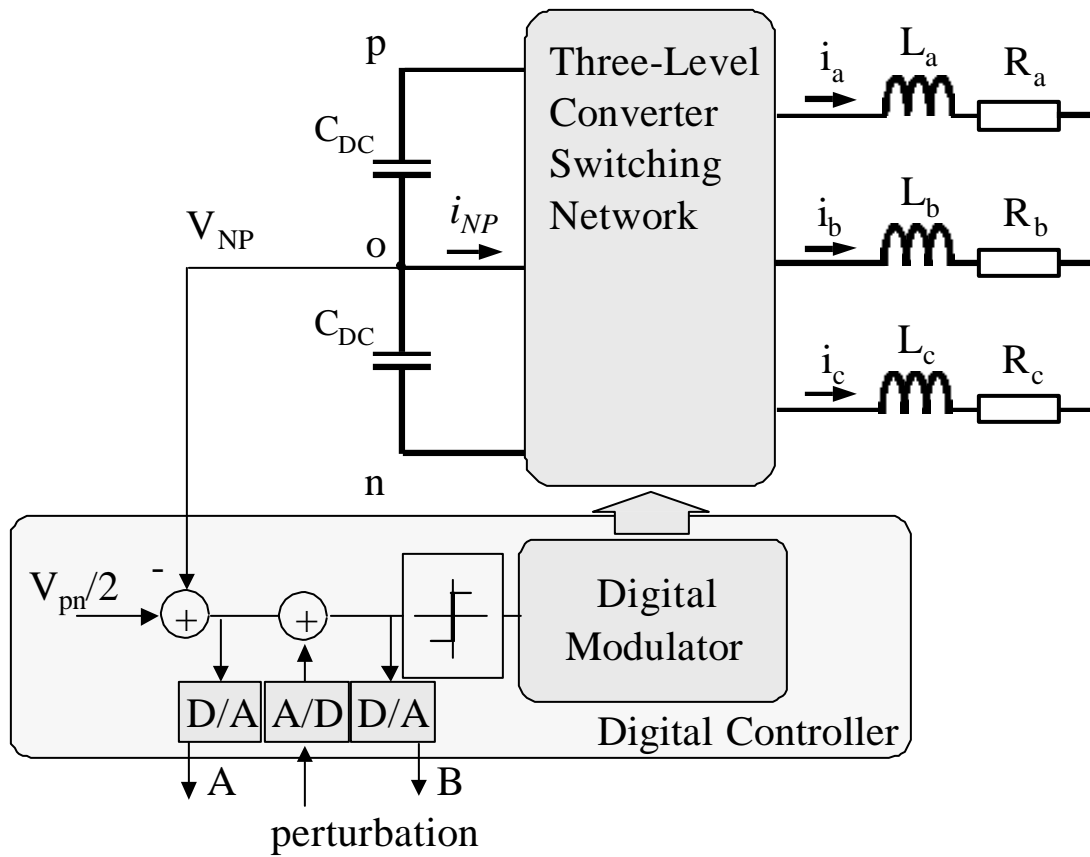 p
C_DC
V_NP
o
i_NP
C_DC
n
Three-Level
Converter
Switching
Network
i_a
L_a
R_a
i_b
L_b
R_b
i_c
L_c
R_c
V_pn/2
-
+
+
Digital
Modulator
D/A
A/D
D/A
Digital Controller
A
B
perturbation